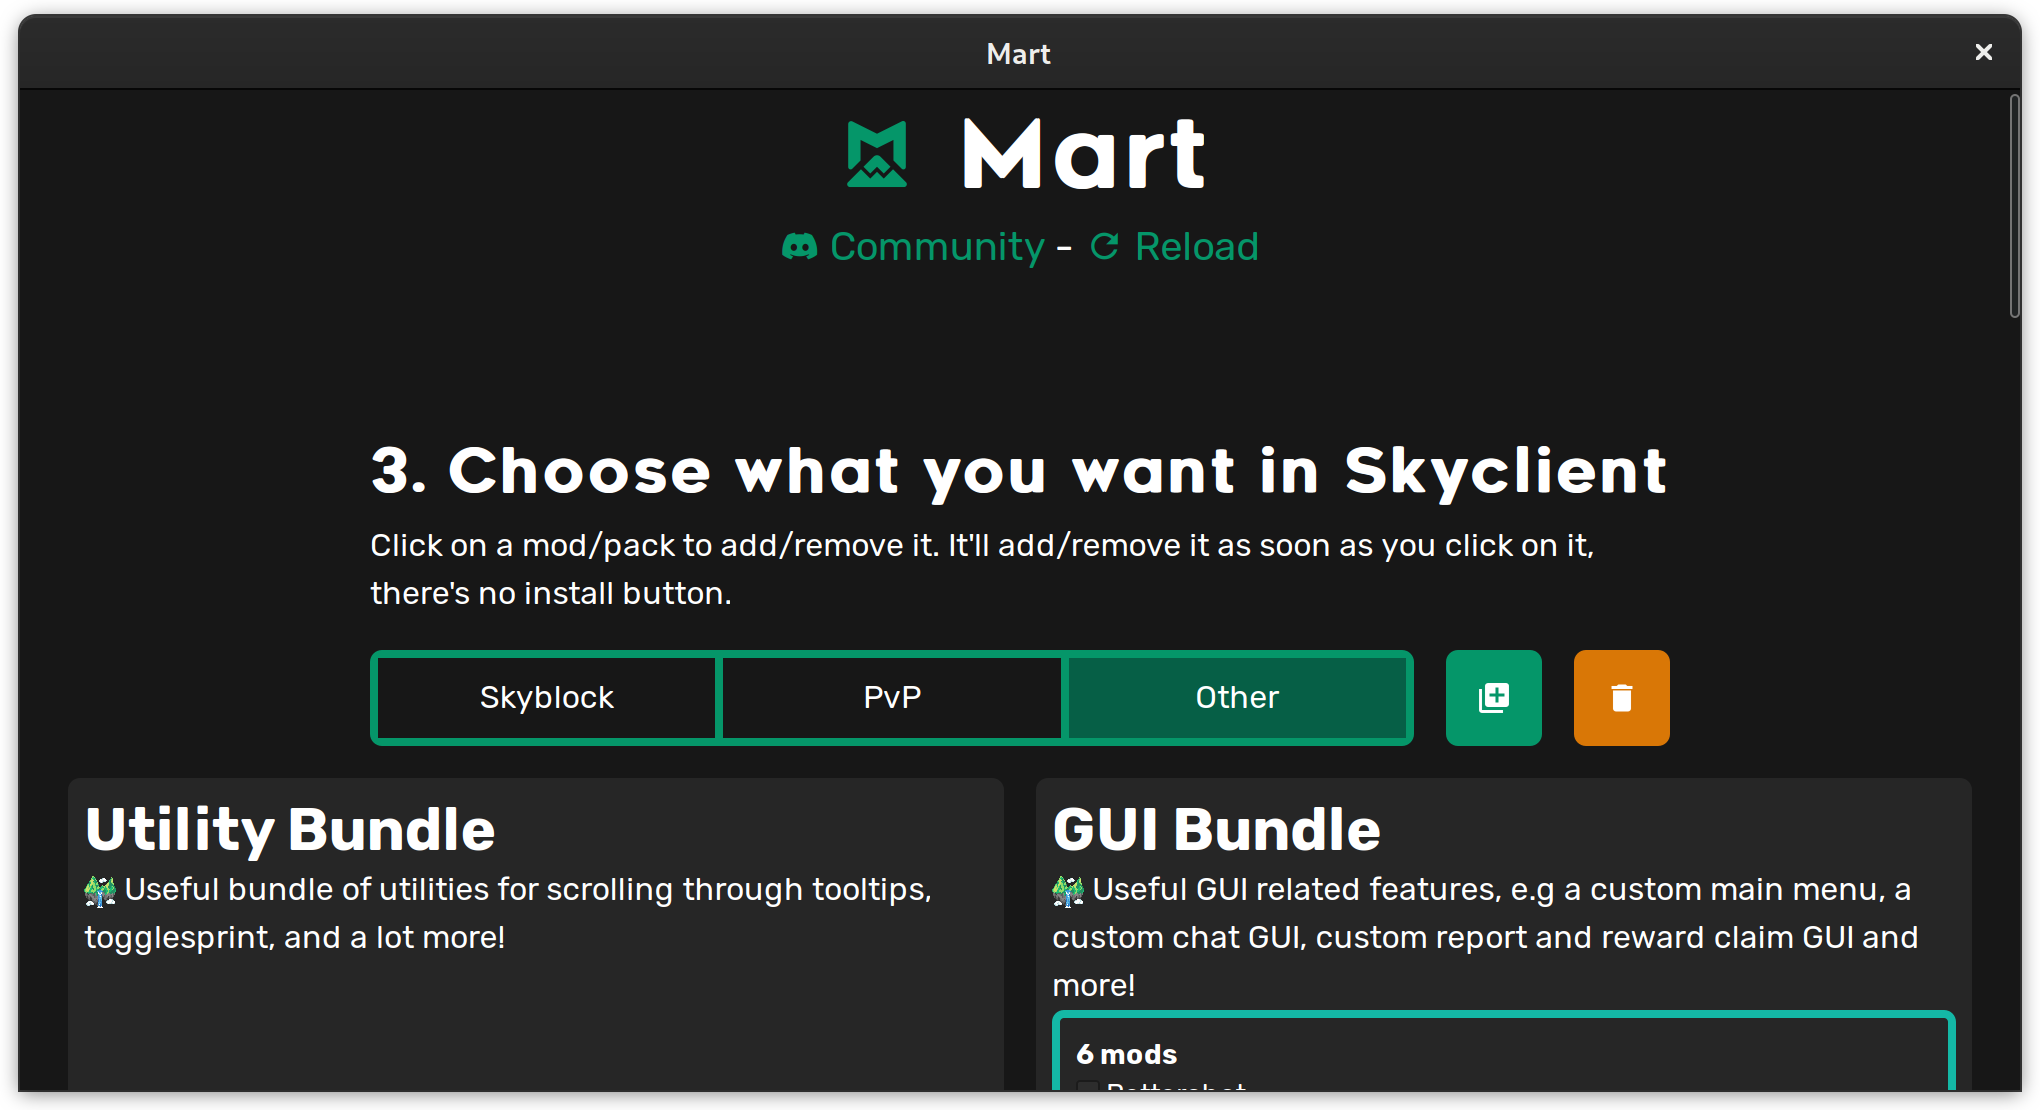 Mart
Mart
Community - Reload
3. Choose what you want in Skyclient
Click on a mod/pack to add/remove it. It'll add/remove it as soon as you click on it,
there's no install button.
Skyblock PvP Other
Utility Bundle
Useful bundle of utilities for scrolling through tooltips,
togglesprint, and a lot more!
GUI Bundle
Useful GUI related features, e.g a custom main menu, a
custom chat GUI, custom report and reward claim GUI and
more!
6 mods